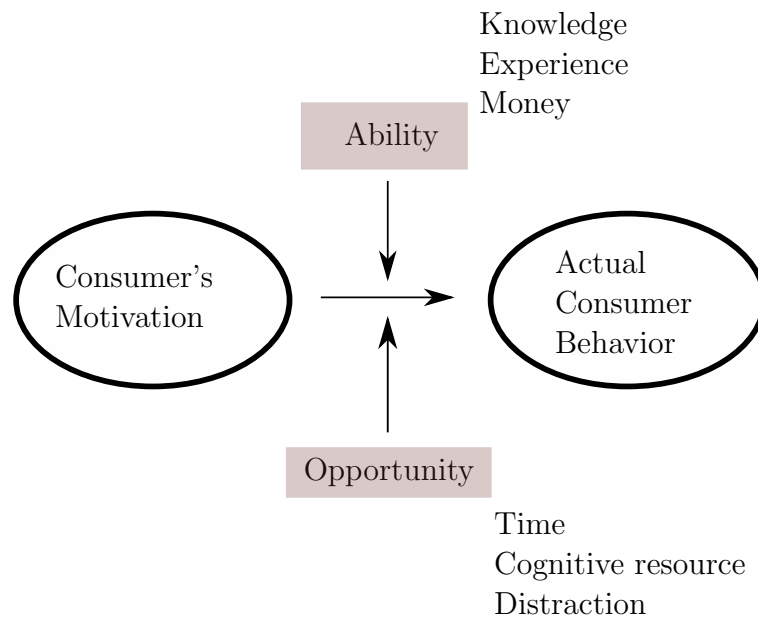 Knowledge
Experience
Money
Ability
Consumer's
Motivation
Actual
Consumer
Behavior
Opportunity
Time
Cognitive resource
Distraction